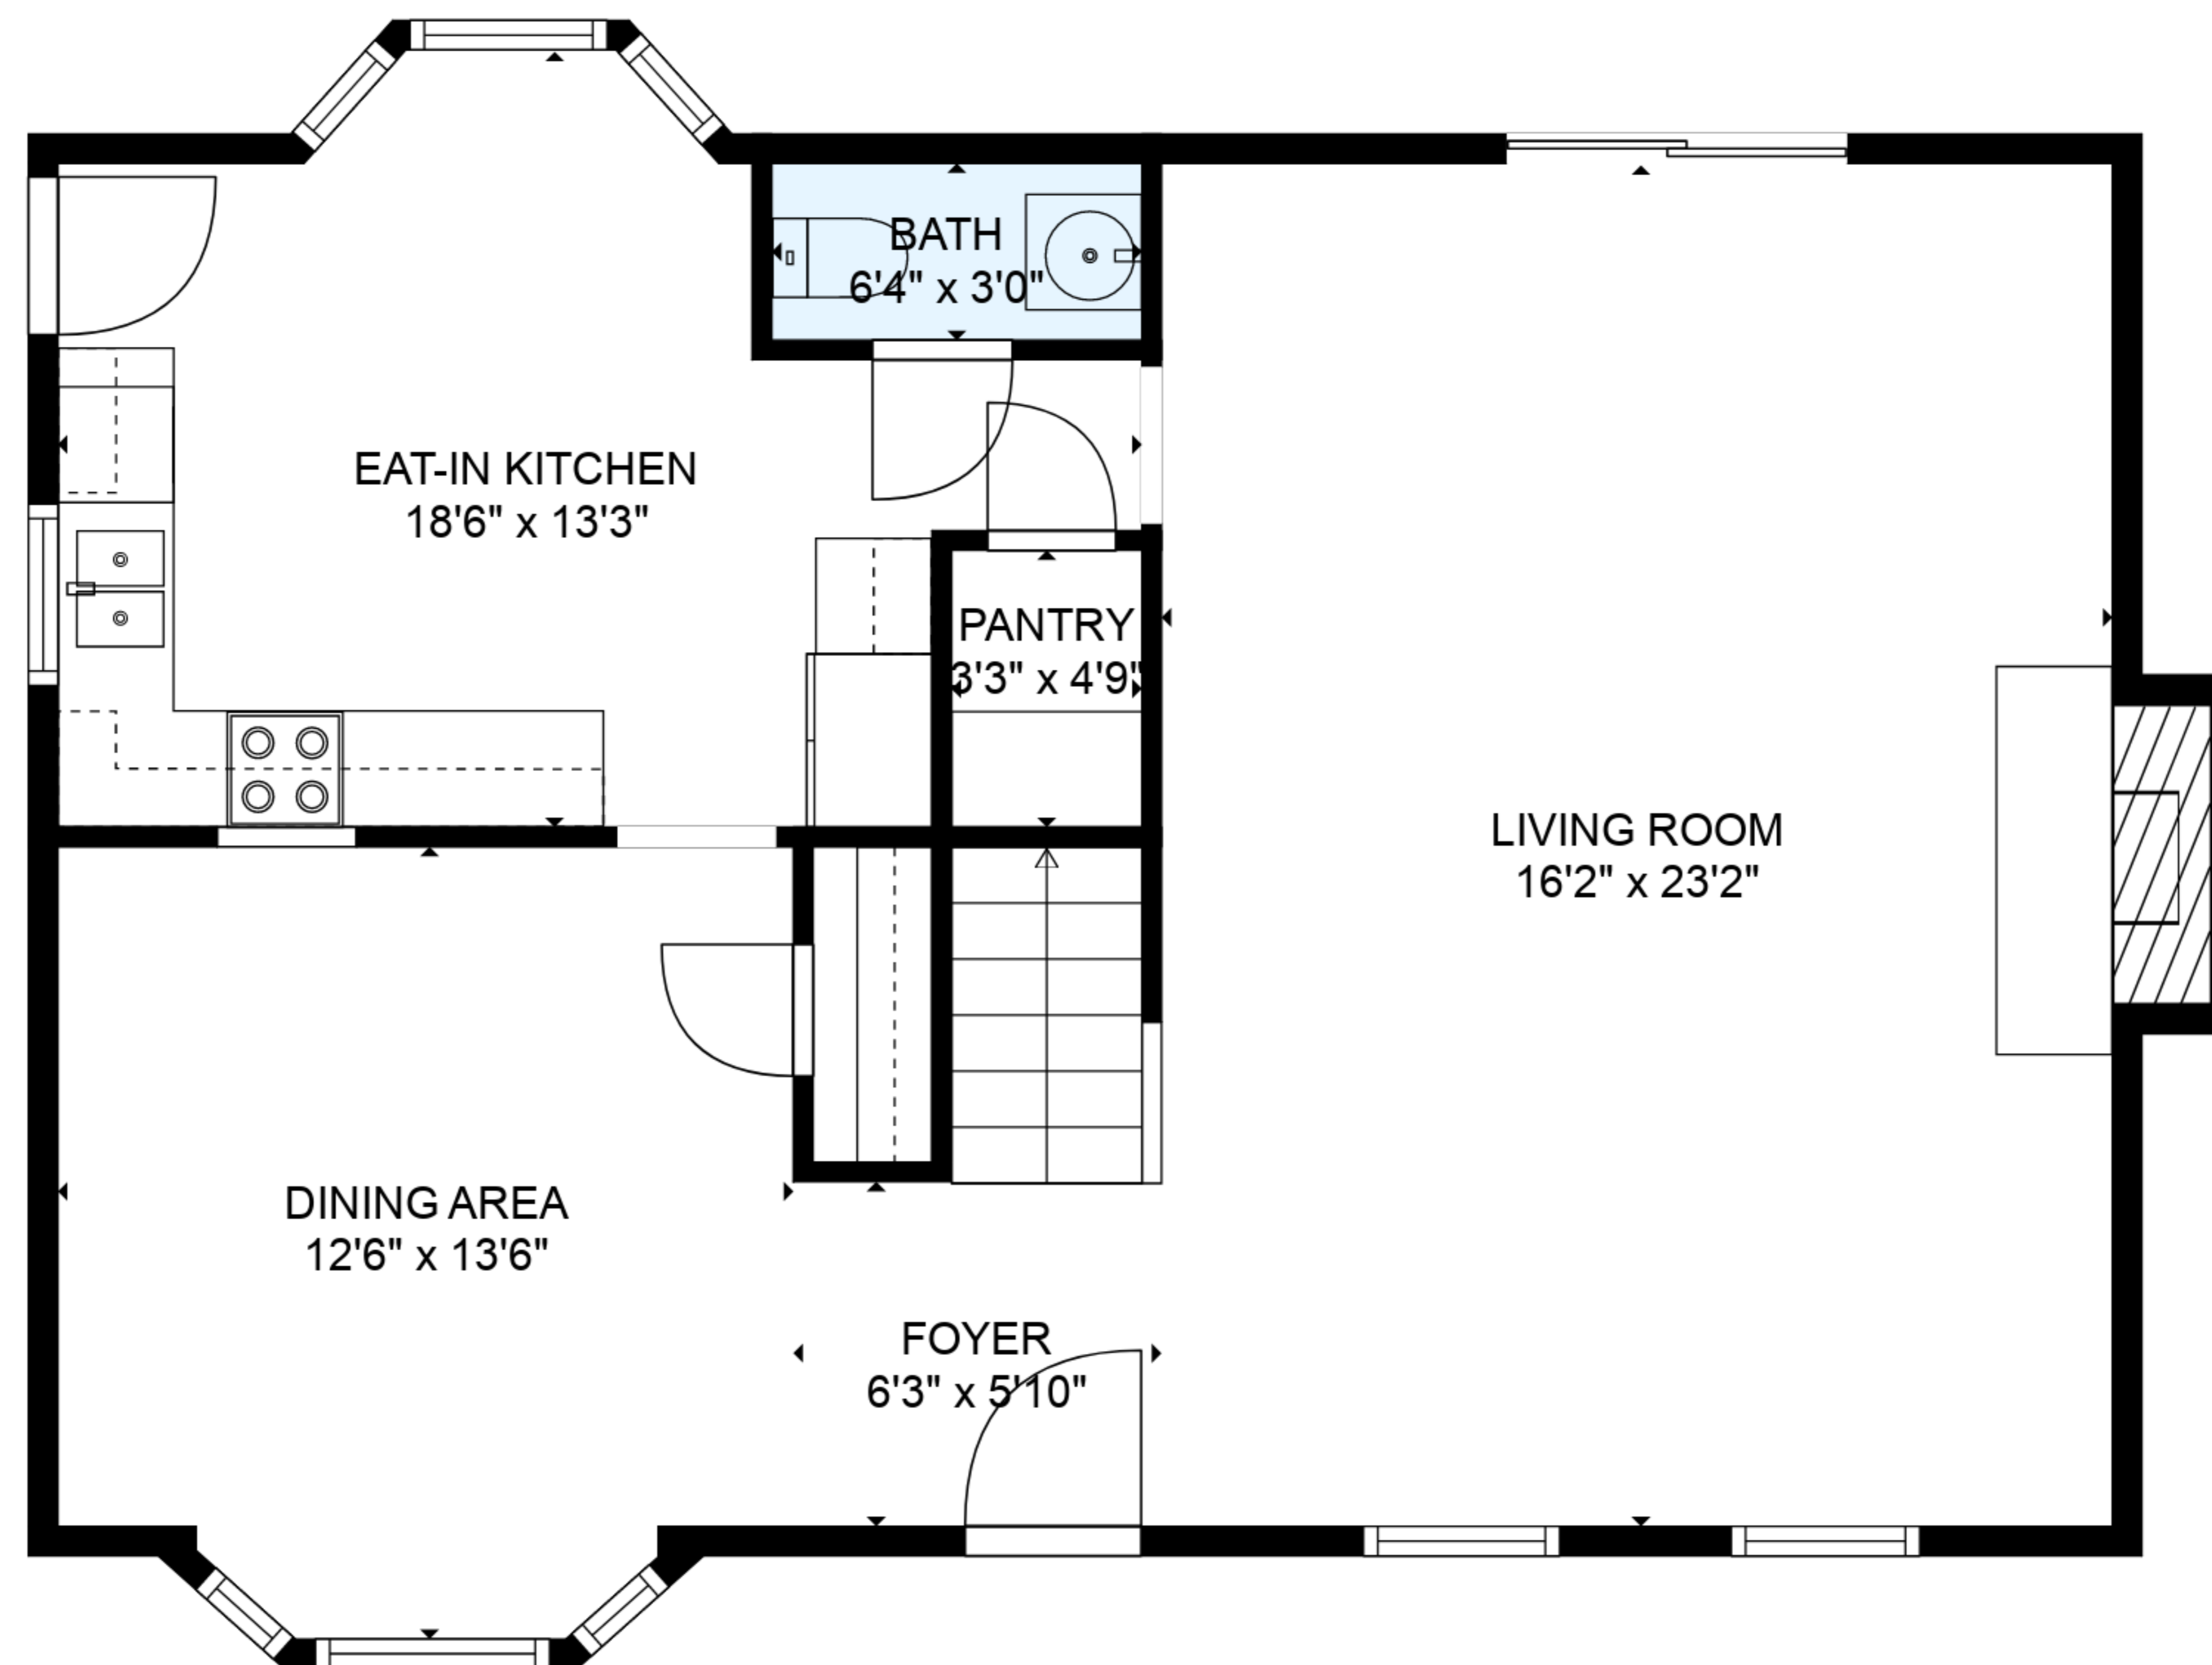 BATH
6'4" x 3'0"
EAT-IN KITCHEN
18'6" x 13'3"
PANTRY
3'3" x 4'9"
LIVING ROOM
16'2" x 23'2"
DINING AREA
12'6" x 13'6"
FOYER
6'3" x 5'10"